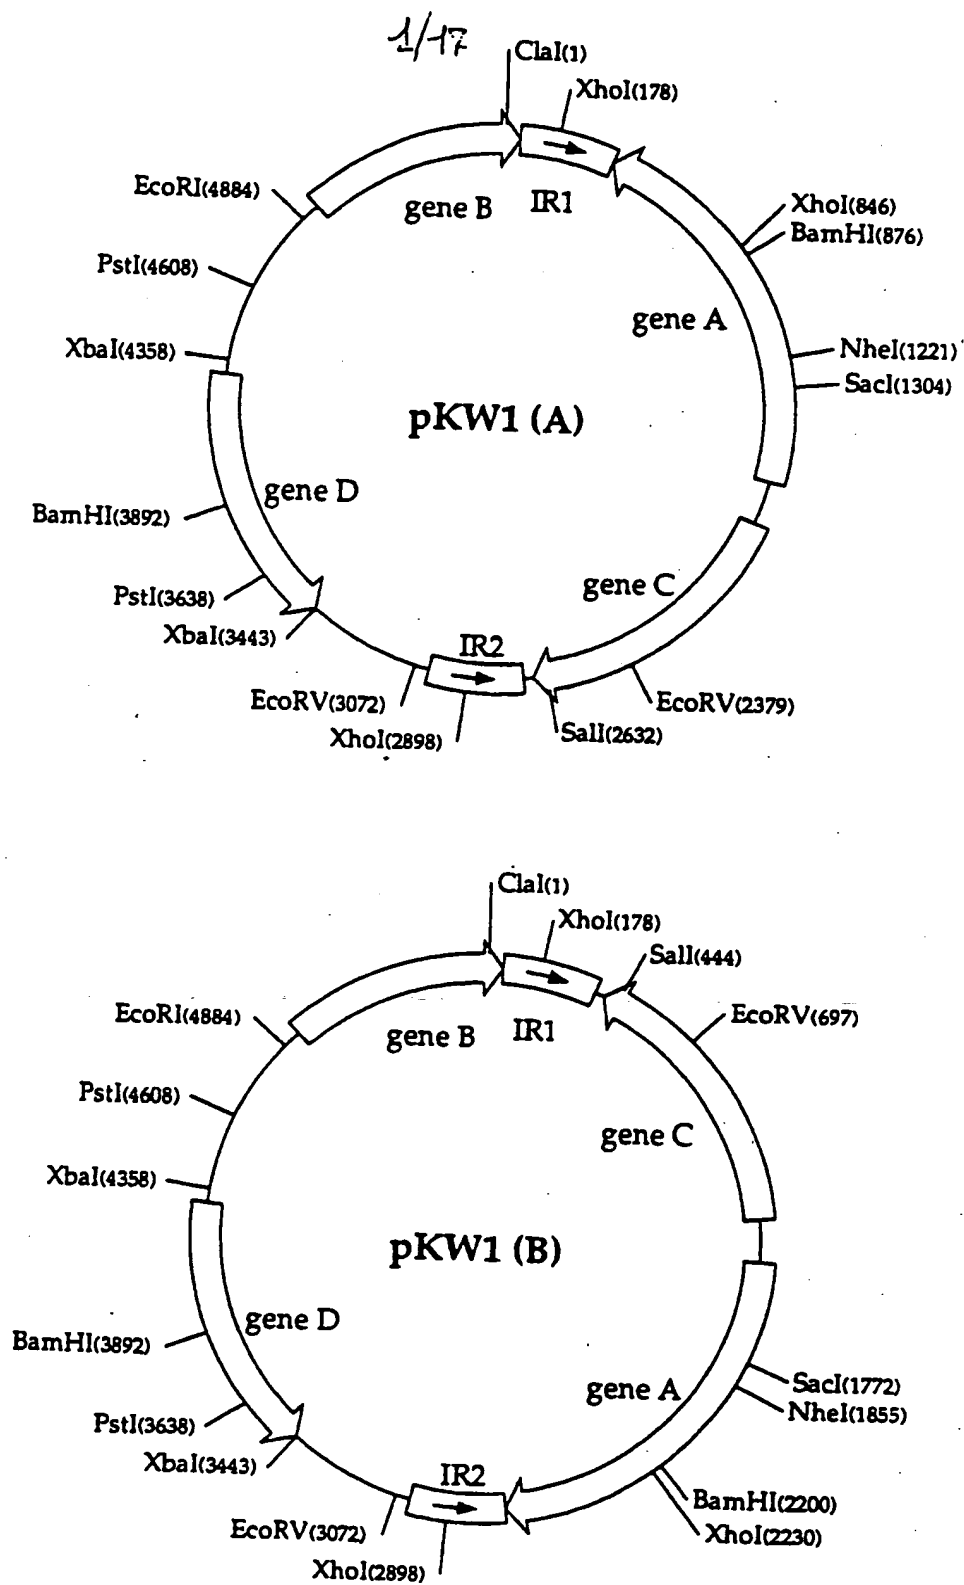 1/17
ClaI(1)
XhoI(178)
EcoRI(4884)
gene B
IR1
XhoI(846)
BamHI(876)
PstI(4608)
gene A
XbaI(4358)
NheI(1221)
SacI(1304)
pKW1 (A)
gene D
BamHI(3892)
gene C
PstI(3638)
XbaI(3443)
IR2
EcoRV(3072)
EcoRV(2379)
XhoI(2898)
SalI(2632)
ClaI(1)
XhoI(178)
SalI(444)
EcoRI(4884)
EcoRV(697)
gene B
IR1
PstI(4608)
gene C
XbaI(4358)
pKW1 (B)
gene D
BamHI(3892)
gene A
SacI(1772)
NheI(1855)
PstI(3638)
XbaI(3443)
IR2
BamHI(2200)
EcoRV(3072)
XhoI(2230)
XhoI(2898)